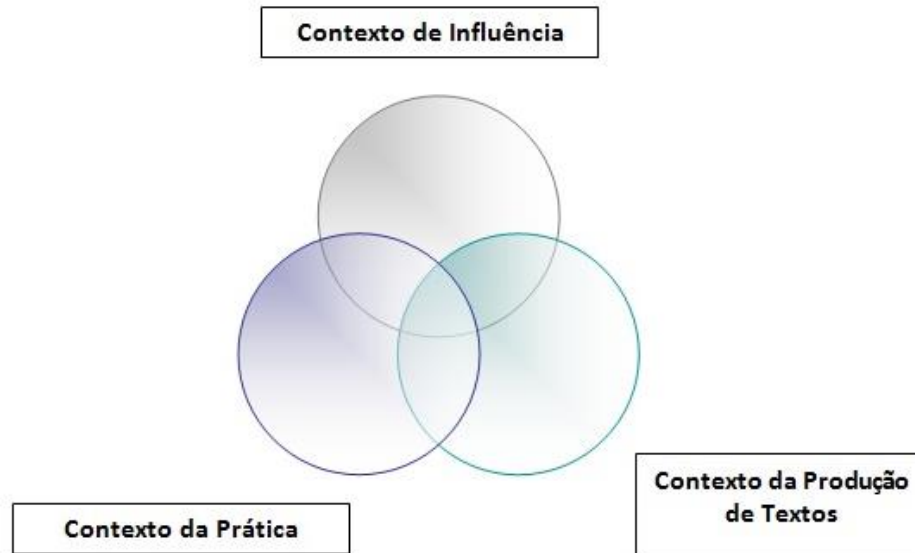 Contexto de Influência
Contexto da Prática
Contexto da Produção
de Textos